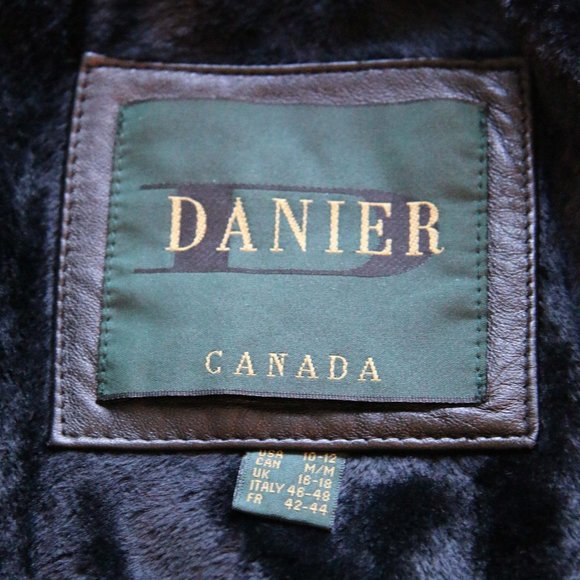 DANIER
CANADA
USA 10-12
CAN M/M
UK 16-18
ITALY 46-48
FR 42-44